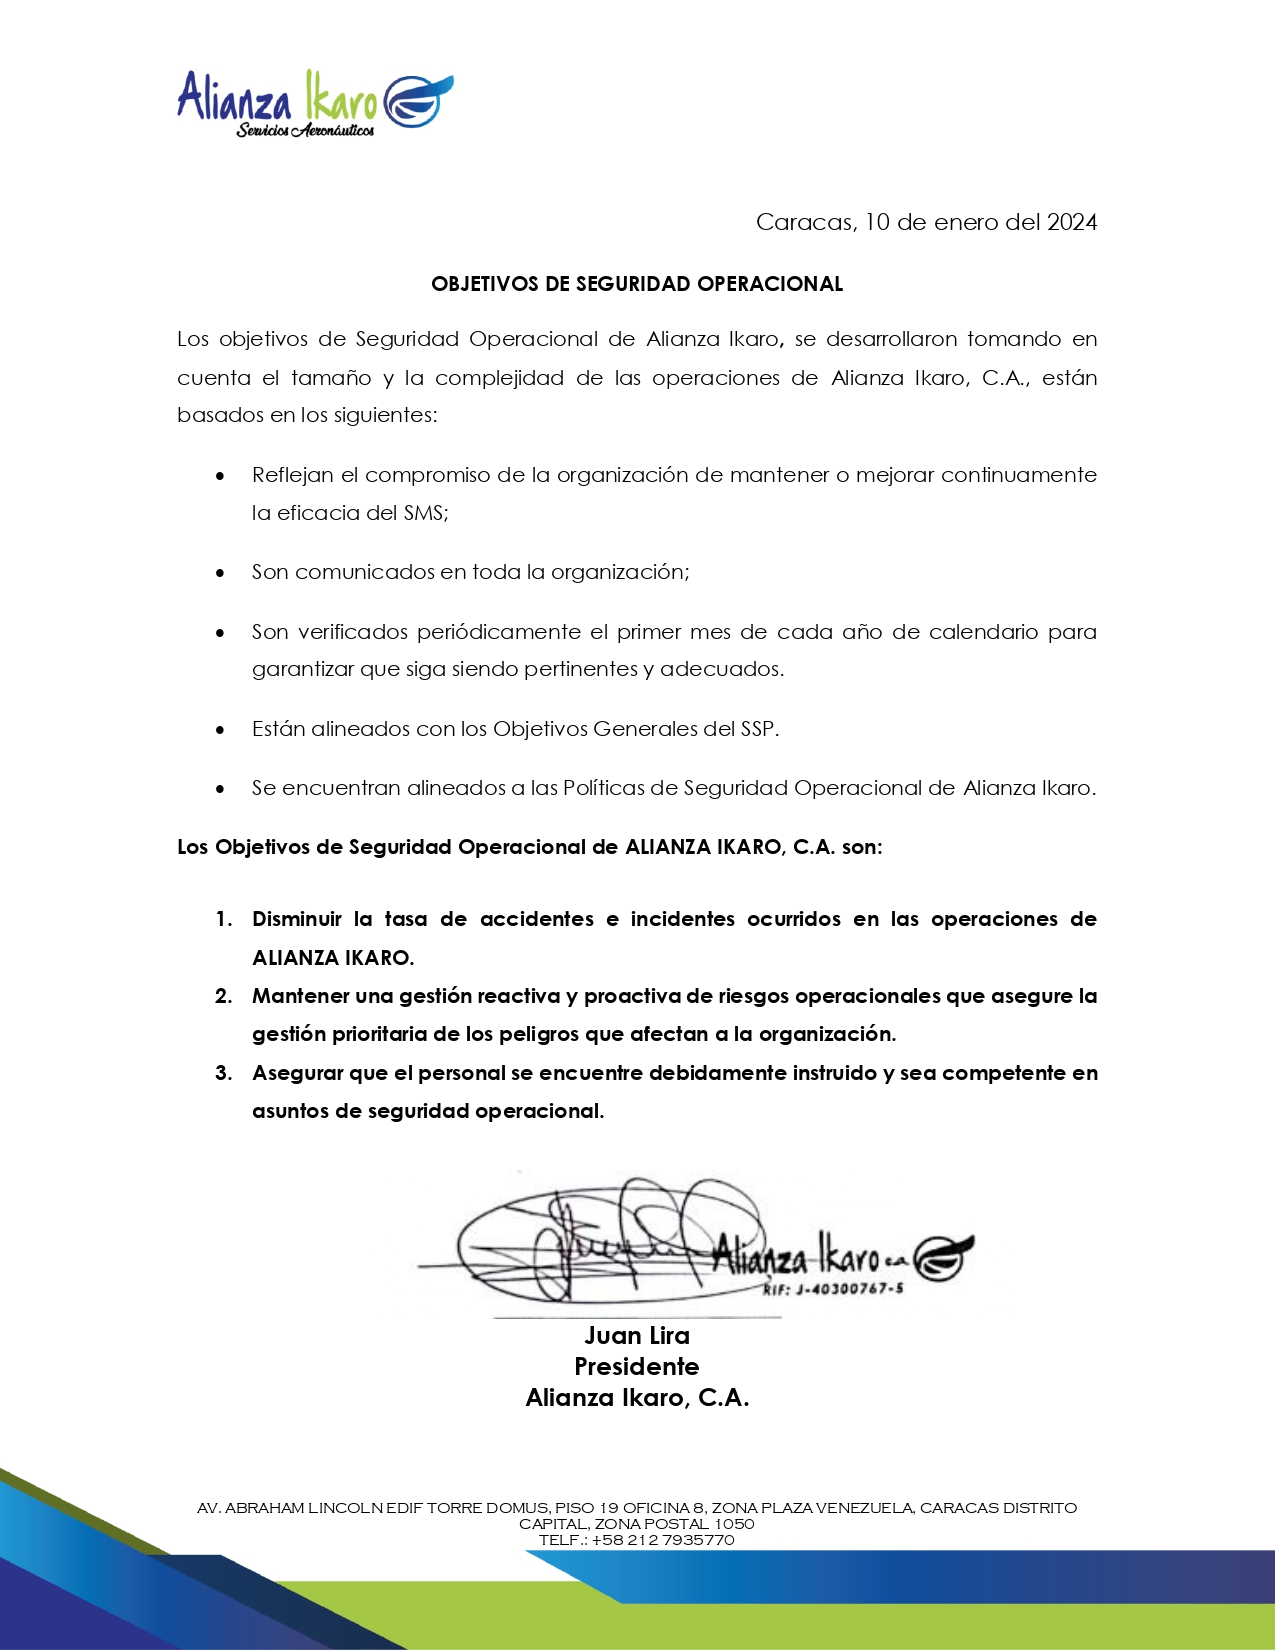 Alianza Ikaro
Servicios Aeronáuticos
Caracas, 10 de enero del 2024
OBJETIVOS DE SEGURIDAD OPERACIONAL
Los objetivos de Seguridad Operacional de Alianza Ikaro, se desarrollaron tomando en
cuenta el tamaño y la complejidad de las operaciones de Alianza Ikaro, C.A., están
basados en los siguientes:
• Reflejan el compromiso de la organización de mantener o mejorar continuamente
la eficacia del SMS;
• Son comunicados en toda la organización;
• Son verificados periódicamente el primer mes de cada año de calendario para
garantizar que siga siendo pertinentes y adecuados.
• Están alineados con los Objetivos Generales del SSP.
• Se encuentran alineados a las Políticas de Seguridad Operacional de Alianza Ikaro.
Los Objetivos de Seguridad Operacional de ALIANZA IKARO, C.A. son:
1. Disminuir la tasa de accidentes e incidentes ocurridos en las operaciones de
ALIANZA IKARO.
2. Mantener una gestión reactiva y proactiva de riesgos operacionales que asegure la
gestión prioritaria de los peligros que afectan a la organización.
3. Asegurar que el personal se encuentre debidamente instruido y sea competente en
asuntos de seguridad operacional.
Alianza Ikaro c.a.
RIF: J-40300767-5
Juan Lira
Presidente
Alianza Ikaro, C.A.
AV. ABRAHAM LINCOLN EDIF TORRE DOMUS, PISO 19 OFICINA 8, ZONA PLAZA VENEZUELA, CARACAS DISTRITO
CAPITAL, ZONA POSTAL 1050
TELF.: +58 212 7935770